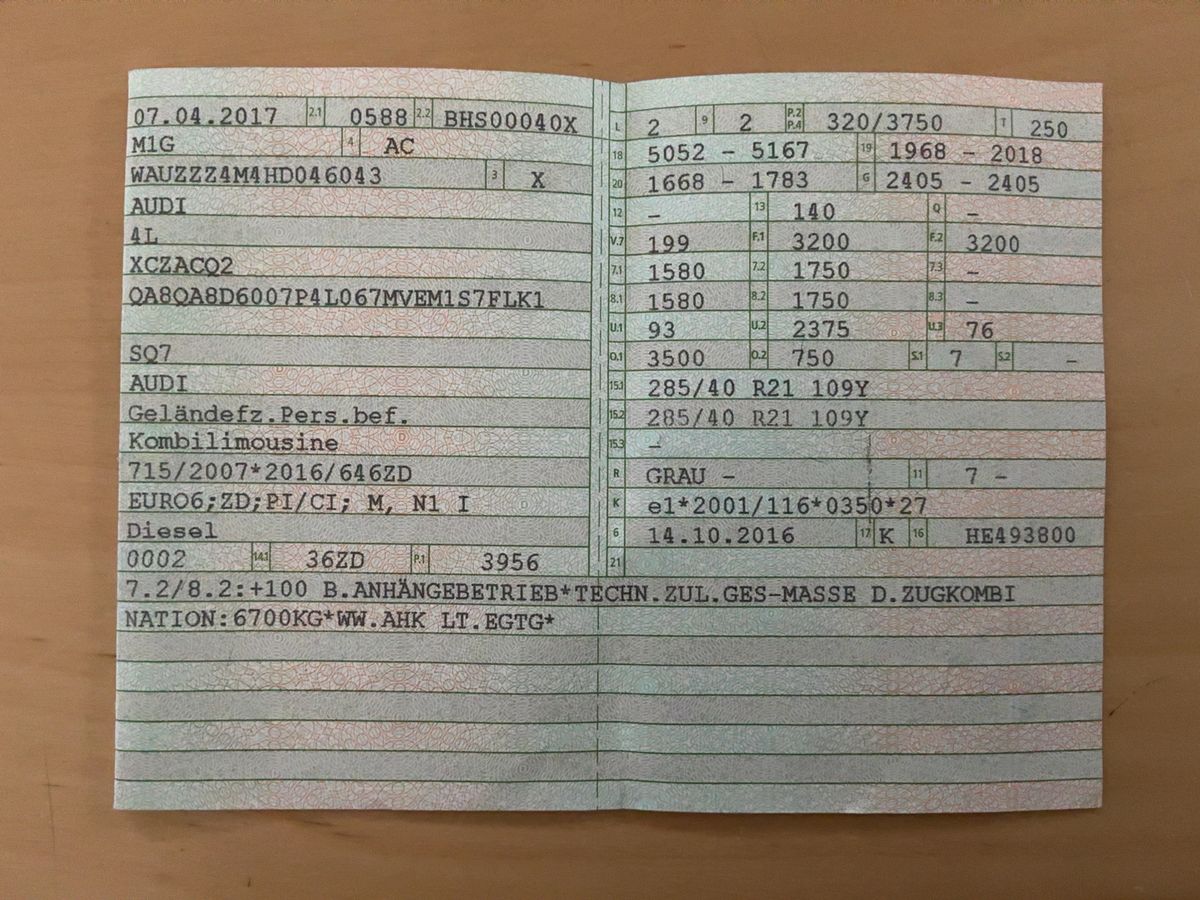 07.04.2017 2.1 0588 2.2 BHS00040X
M1G 4 AC
WAUZZZ4M4HD046043 3 X
AUDI
4L
XCZACQ2
QA8QA8D6007P4L067MVEM1S7FLK1
SQ7
AUDI
Geländefz.Pers.bef.
Kombilimousine
715/2007*2016/646ZD
EURO6;ZD;PI/CI; M, N1 I
Diesel
0002 14.1 36ZD P.1 3956
L 2 9 2 P.2 P.4 320/3750 T 250
18 5052 - 5167 19 1968 - 2018
20 1668 - 1783 G 2405 - 2405
12 - 13 140 Q -
V.7 199 F.1 3200 F.2 3200
7.1 1580 7.2 1750 7.3 -
8.1 1580 8.2 1750 8.3 -
U.1 93 U.2 2375 U.3 76
O.1 3500 O.2 750 S.1 7 S.2 -
15.1 285/40 R21 109Y
15.2 285/40 R21 109Y
15.3 -
R GRAU - 11 7 -
K e1*2001/116*0350*27
6 14.10.2016 17 K 16 HE493800
21
7.2/8.2:+100 B.ANHÄNGEBETRIEB*TECHN.ZUL.GES-MASSE D.ZUGKOMBI
NATION:6700KG*WW.AHK LT.EGTG*